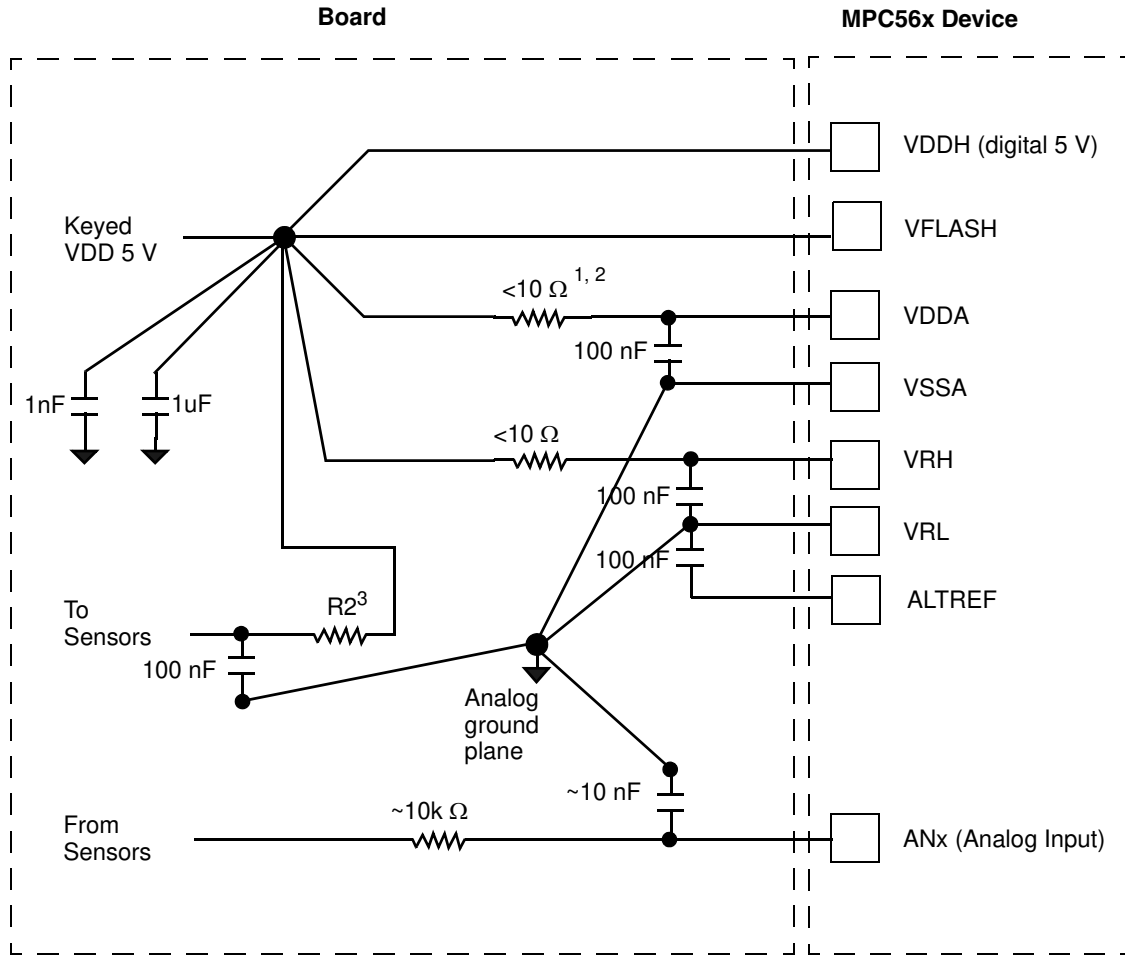 Board
MPC56x Device
VDDH (digital 5 V)
Keyed
VDD 5 V
VFLASH
<10 Ω 1, 2
VDDA
100 nF
VSSA
1nF
1uF
<10 Ω
VRH
100 nF
VRL
100 nF
ALTREF
To
Sensors
R2³
100 nF
Analog
ground
plane
~10 nF
~10k Ω
From
Sensors
ANx (Analog Input)